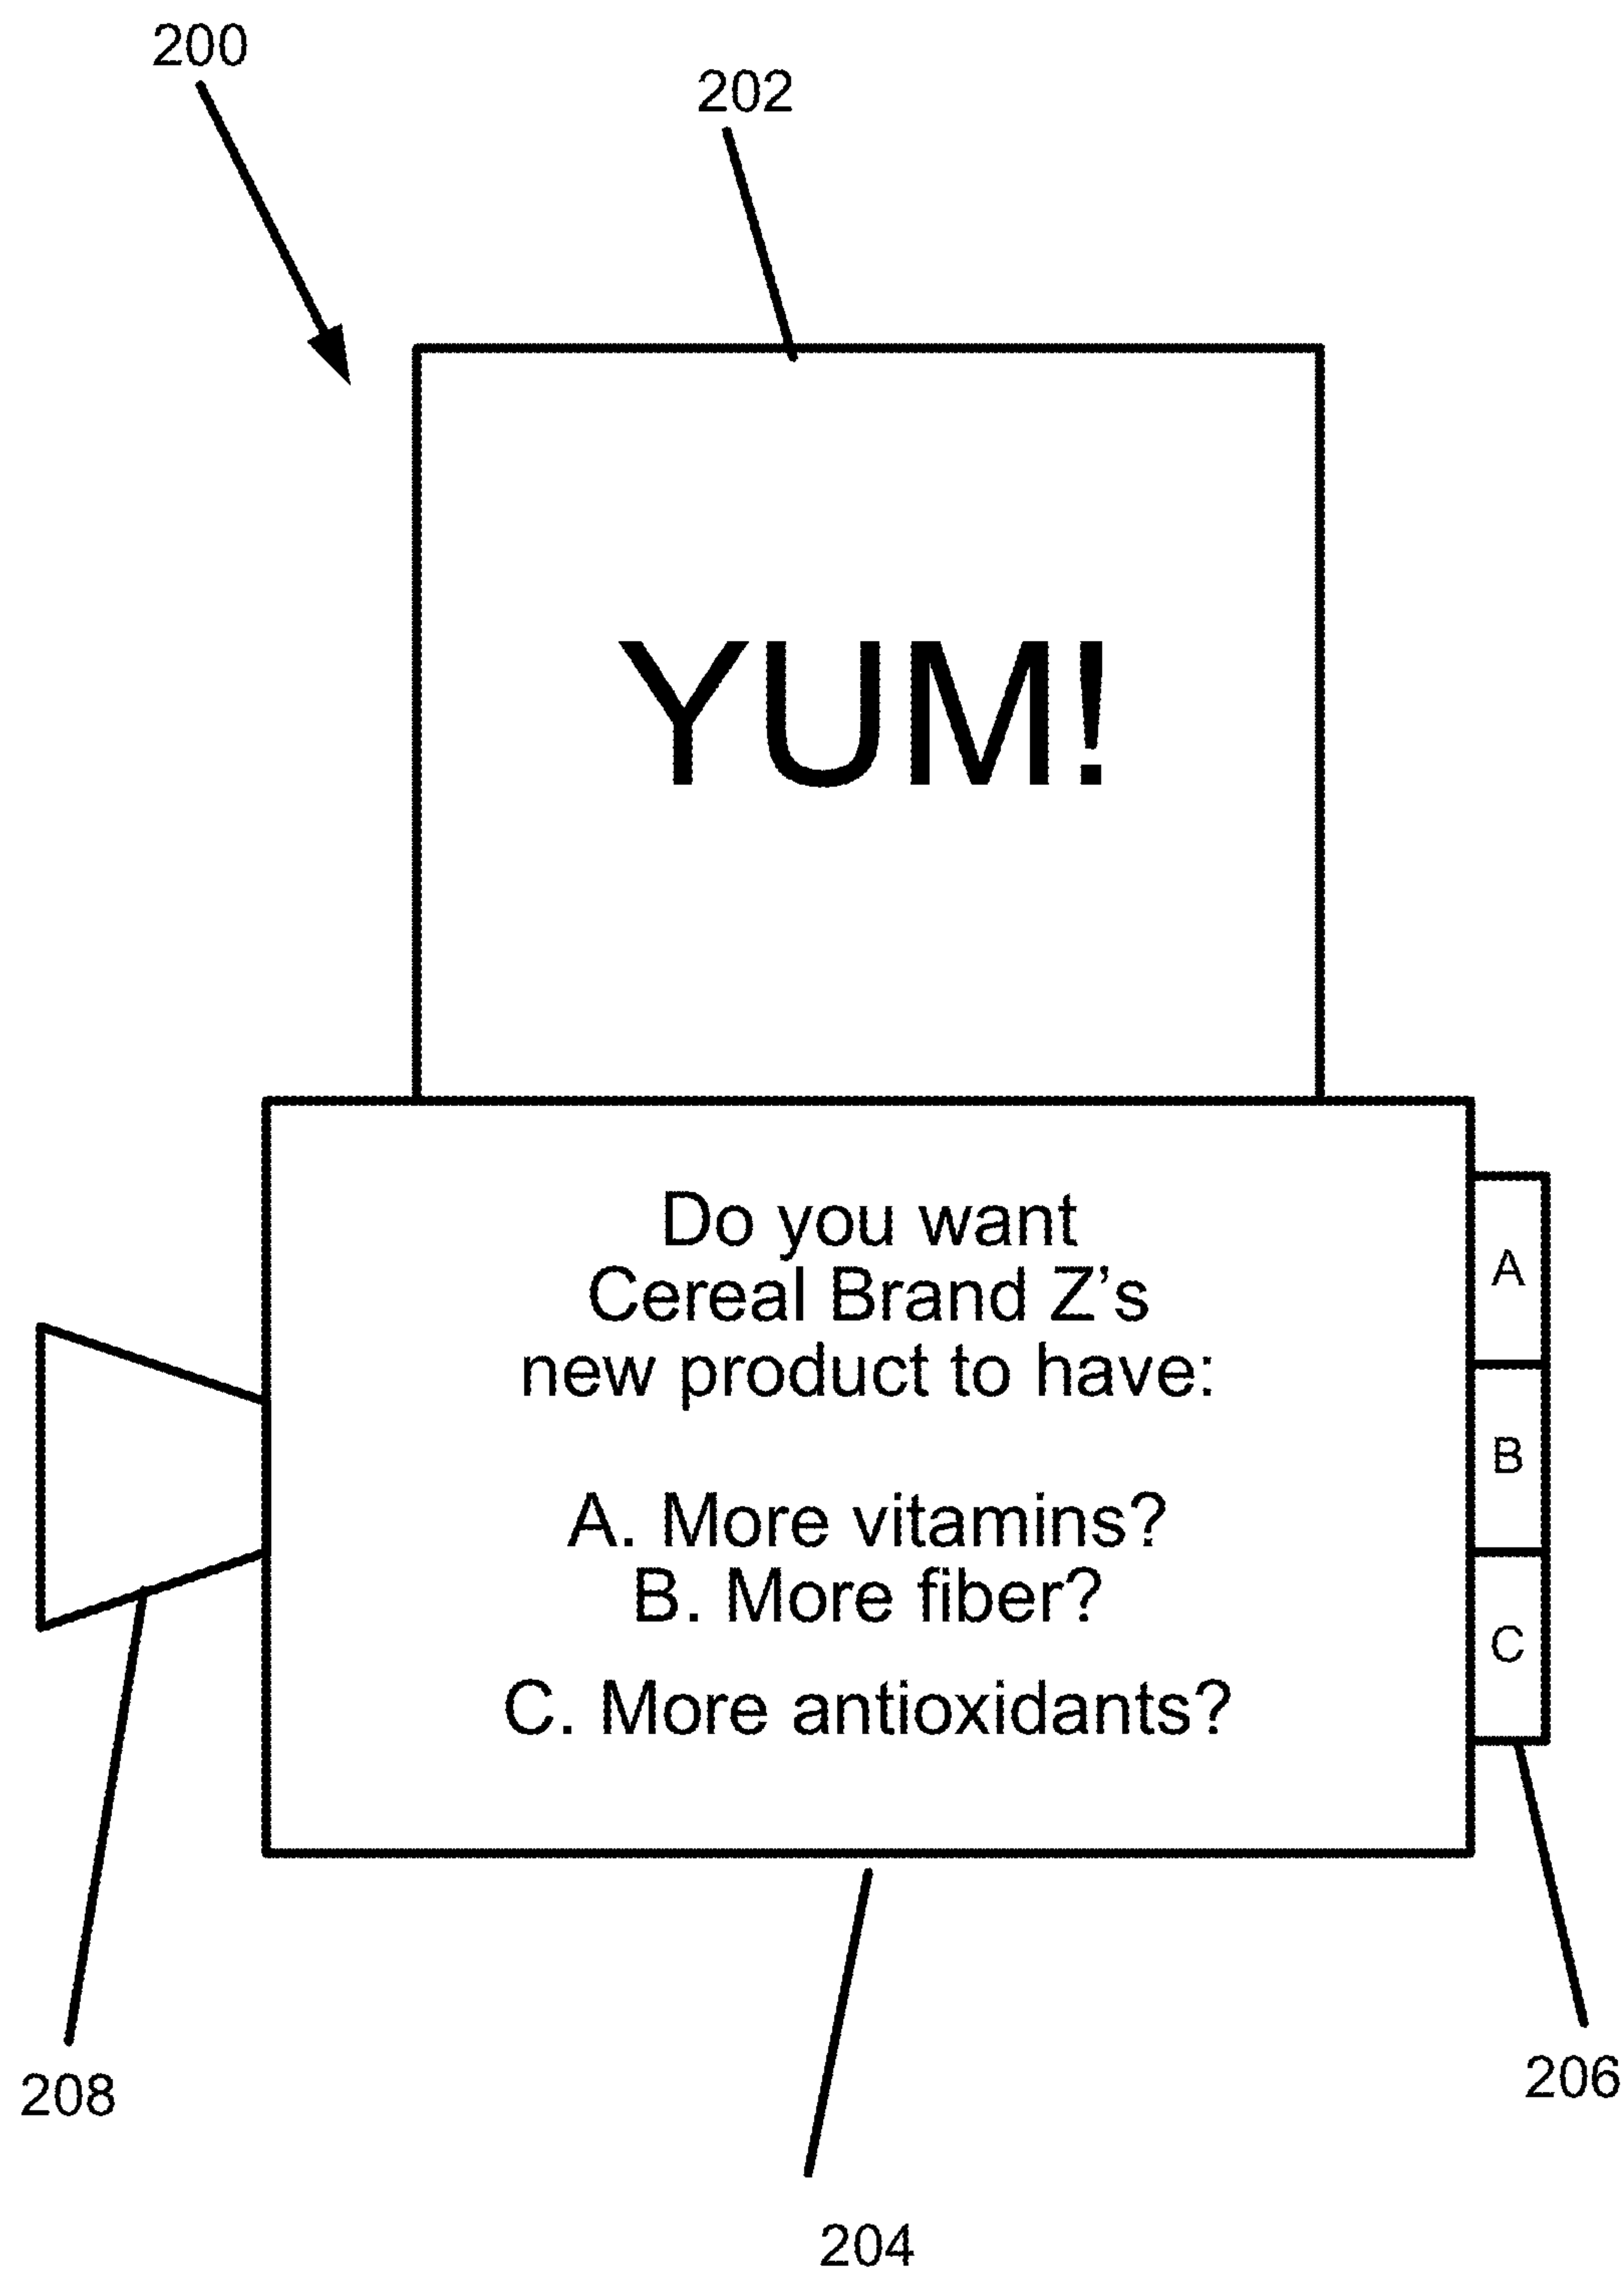 200
202
YUM!
Do you want
Cereal Brand Z’s
new product to have:
A. More vitamins?
B. More fiber?
C. More antioxidants?
A
B
C
208
206
204